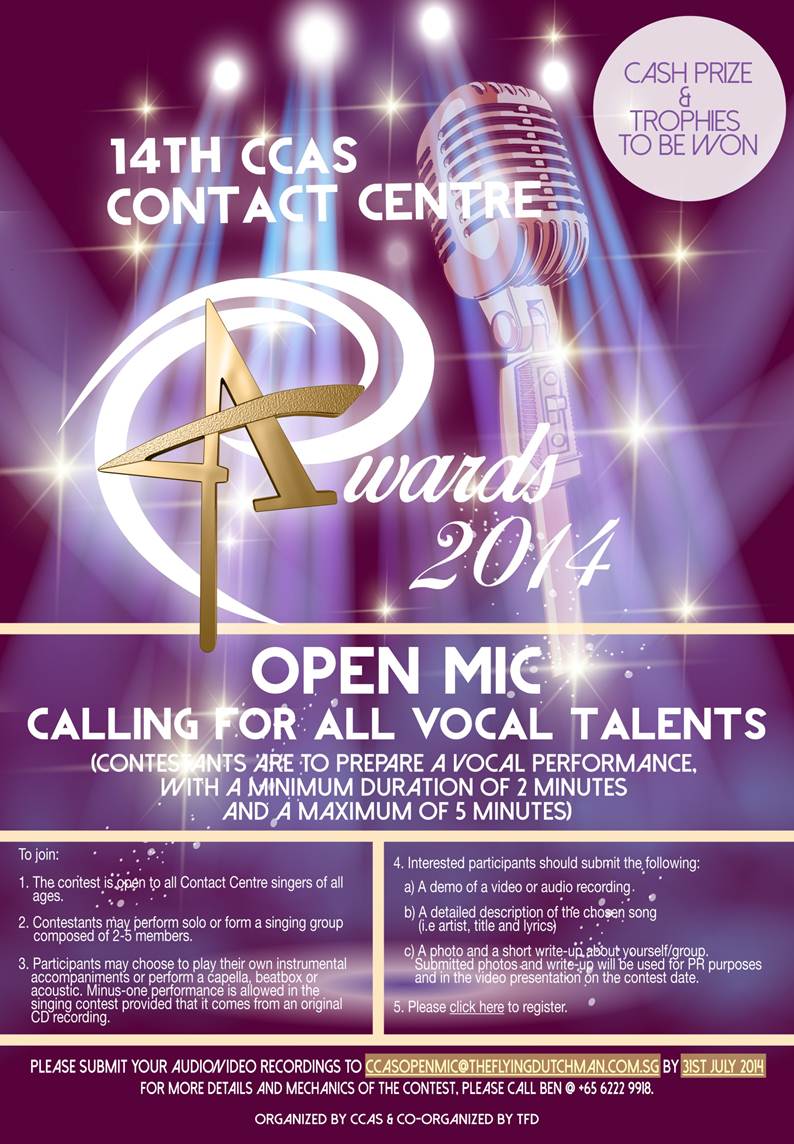 CASH PRIZE
&
TROPHIES
TO BE WON
14TH CCAS
CONTACT CENTRE
Awards
2014
OPEN MIC
CALLING FOR ALL VOCAL TALENTS
(CONTESTANTS ARE TO PREPARE A VOCAL PERFORMANCE,
WITH A MINIMUM DURATION OF 2 MINUTES
AND A MAXIMUM OF 5 MINUTES)
To join:
1. The contest is open to all Contact Centre singers of all
ages.
2. Contestants may perform solo or form a singing group
composed of 2-5 members.
3. Participants may choose to play their own instrumental
accompaniments or perform a capella, beatbox or
acoustic. Minus-one performance is allowed in the
singing contest provided that it comes from an original
CD recording.
4. Interested participants should submit the following:
a) A demo of a video or audio recording.
b) A detailed description of the chosen song
(i.e artist, title and lyrics)
c) A photo and a short write-up about yourself/group.
Submitted photos and write-up will be used for PR purposes
and in the video presentation on the contest date.
5. Please click here to register.
PLEASE SUBMIT YOUR AUDIO/VIDEO RECORDINGS TO CCASOPENMIC@THEFLYINGDUTCHMAN.COM.SG BY 31ST JULY 2014
FOR MORE DETAILS AND MECHANICS OF THE CONTEST, PLEASE CALL BEN @ +65 6222 9918.
ORGANIZED BY CCAS & CO-ORGANIZED BY TFD